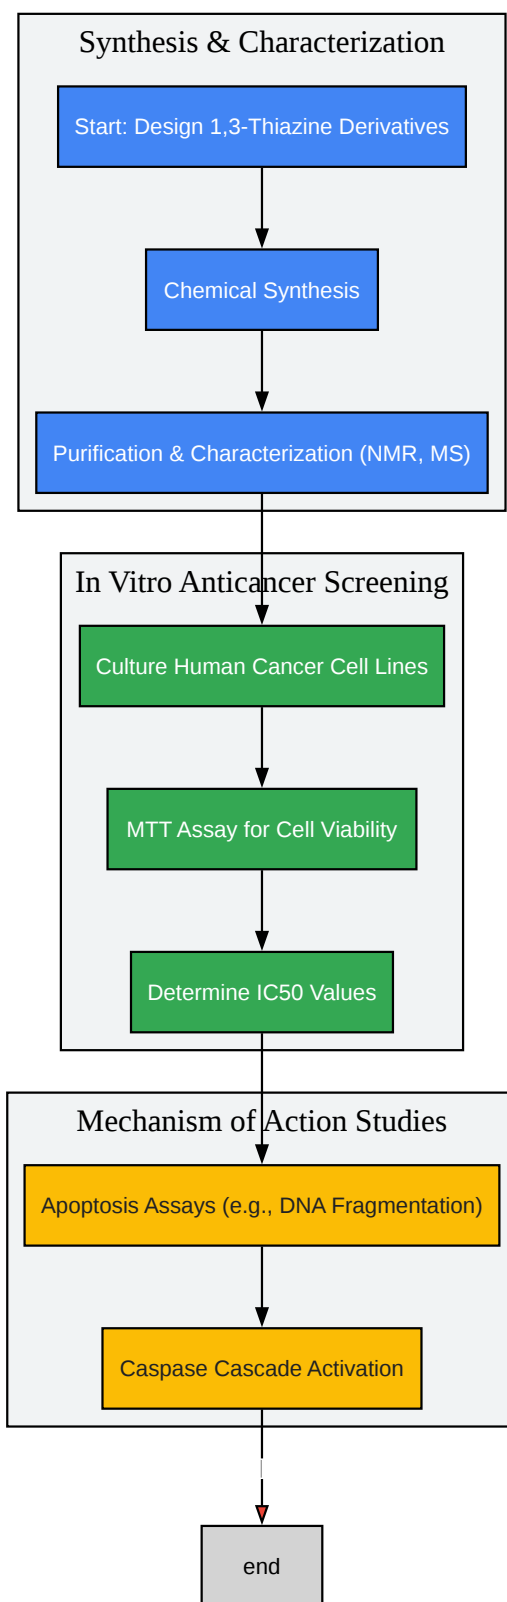 Synthesis & Characterization
Start: Design 1,3-Thiazine Derivatives
Chemical Synthesis
Purification & Characterization (NMR, MS)
In Vitro Anticancer Screening
Culture Human Cancer Cell Lines
MTT Assay for Cell Viability
Determine IC50 Values
Mechanism of Action Studies
Apoptosis Assays (e.g., DNA Fragmentation)
Caspase Cascade Activation
end